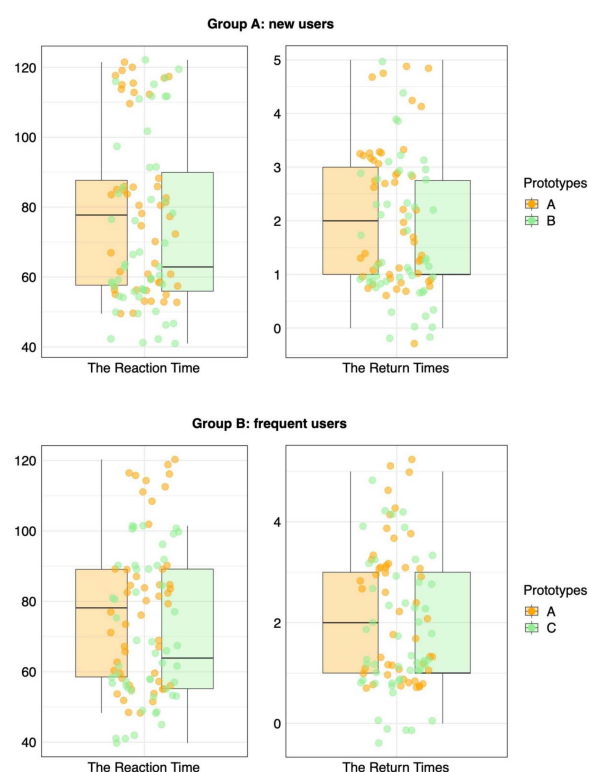 Group A: new users
120
100
80
60
40
The Reaction Time
5
4
3
2
1
0
The Return Times
Prototypes
A
B
Group B: frequent users
120
100
80
60
40
The Reaction Time
4
2
0
The Return Times
Prototypes
A
C